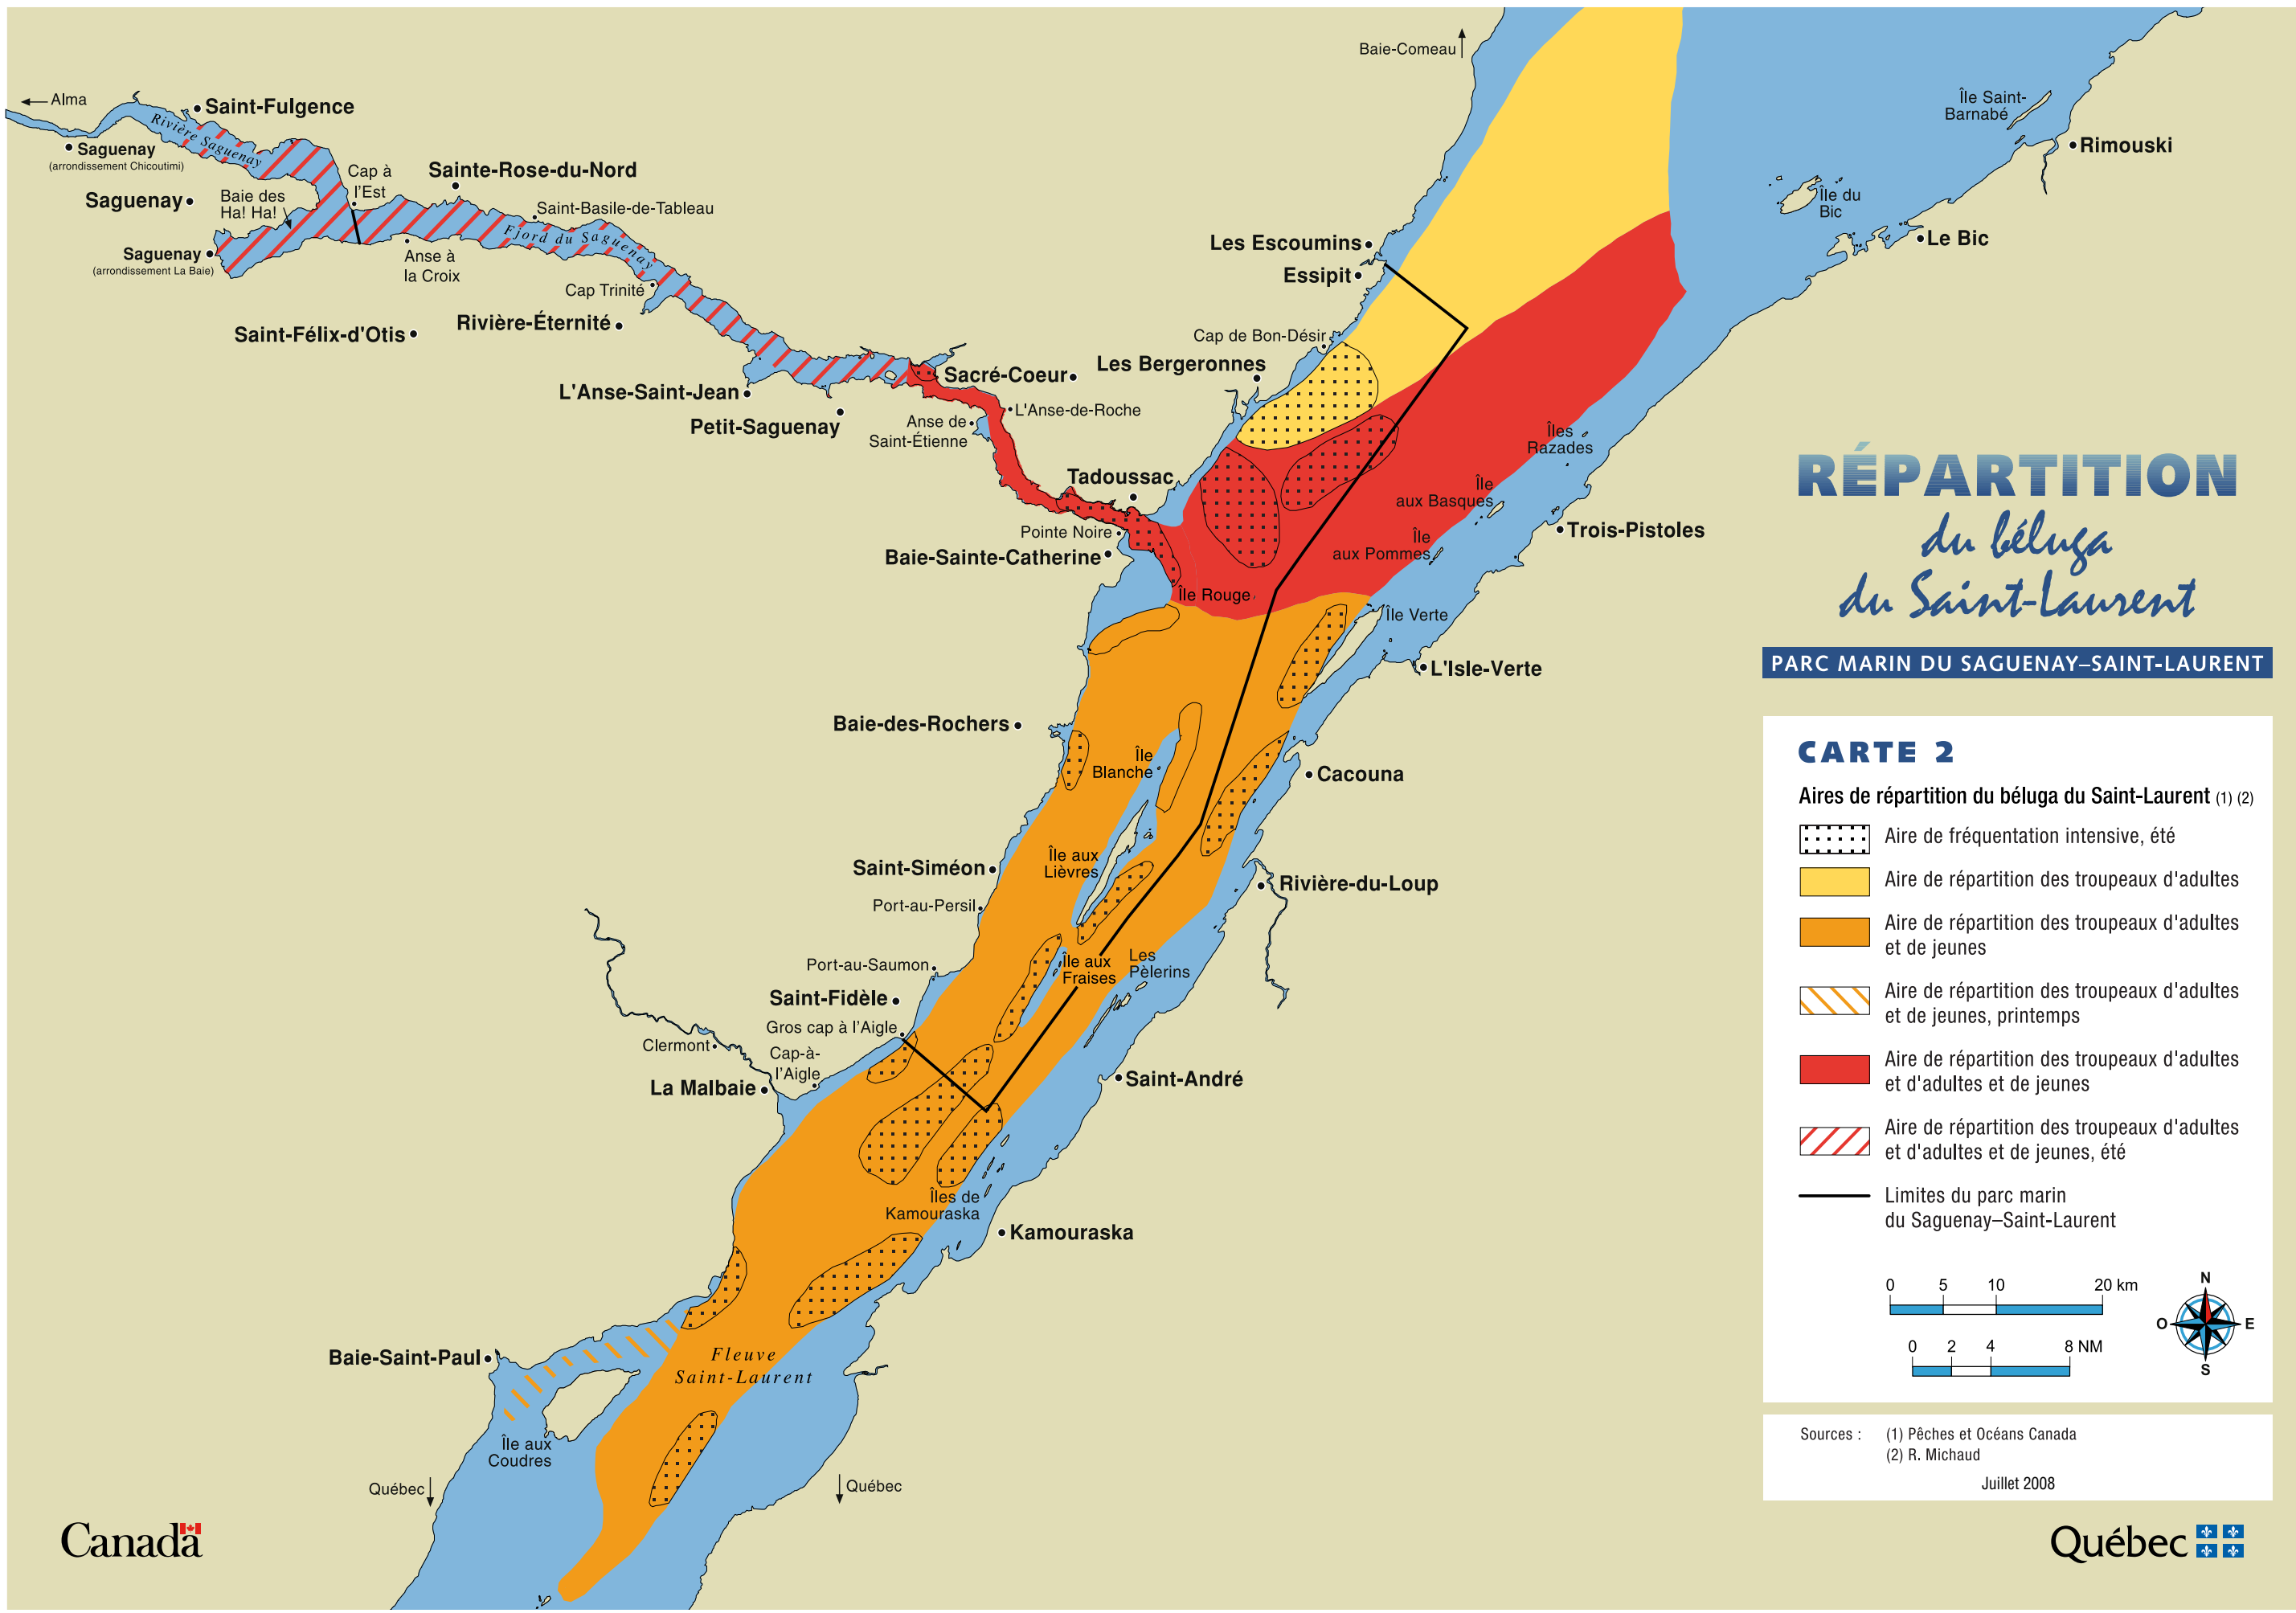 Baie-Comeau
Alma
Saint-Fulgence
Rivière Saguenay
Saguenay
(arrondissement Chicoutimi)
Saguenay
Baie des
Ha! Ha!
Cap à
l'Est
Sainte-Rose-du-Nord
Saint-Basile-de-Tableau
Fjord du Saguenay
Saguenay
(arrondissement La Baie)
Anse à
la Croix
Cap Trinité
Rivière-Éternité
Saint-Félix-d'Otis
L'Anse-Saint-Jean
Petit-Saguenay
Sacré-Coeur
L'Anse-de-Roche
Anse de
Saint-Étienne
Tadoussac
Pointe Noire
Baie-Sainte-Catherine
Île Saint-
Barnabé
Rimouski
Île du
Bic
Le Bic
Les Escoumins
Essipit
Cap de Bon-Désir
Les Bergeronnes
Îles
Razades
Île
aux Basques
Trois-Pistoles
Île
aux Pommes
Île Rouge
Île Verte
L'Isle-Verte
Baie-des-Rochers
Île
Blanche
Cacouna
Saint-Siméon
Île aux
Lièvres
Rivière-du-Loup
Port-au-Persil
Port-au-Saumon
Île aux
Fraises
Les
Pèlerins
Saint-Fidèle
Gros cap à l'Aigle
Clermont
Cap-à-
l'Aigle
La Malbaie
Saint-André
Îles de
Kamouraska
Kamouraska
Baie-Saint-Paul
Fleuve
Saint-Laurent
Île aux
Coudres
Québec
Québec
RÉPARTITION
du béluga
du Saint-Laurent
PARC MARIN DU SAGUENAY–SAINT-LAURENT
CARTE 2
Aires de répartition du béluga du Saint-Laurent (1) (2)
Aire de fréquentation intensive, été
Aire de répartition des troupeaux d'adultes
Aire de répartition des troupeaux d'adultes
et de jeunes
Aire de répartition des troupeaux d'adultes
et de jeunes, printemps
Aire de répartition des troupeaux d'adultes
et d'adultes et de jeunes
Aire de répartition des troupeaux d'adultes
et d'adultes et de jeunes, été
Limites du parc marin
du Saguenay–Saint-Laurent
0 5 10 20 km
0 2 4 8 NM
N
O E
S
Sources : (1) Pêches et Océans Canada
(2) R. Michaud
Juillet 2008
Canada
Québec